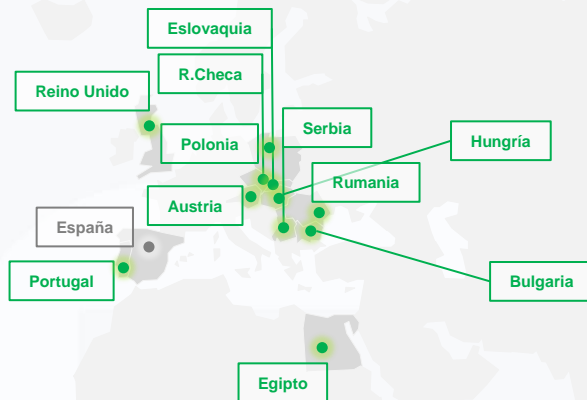 Eslovaquia
R.Checa
Reino Unido
Serbia
Polonia
Hungría
Rumania
Austria
España
Portugal
Bulgaria
Egipto